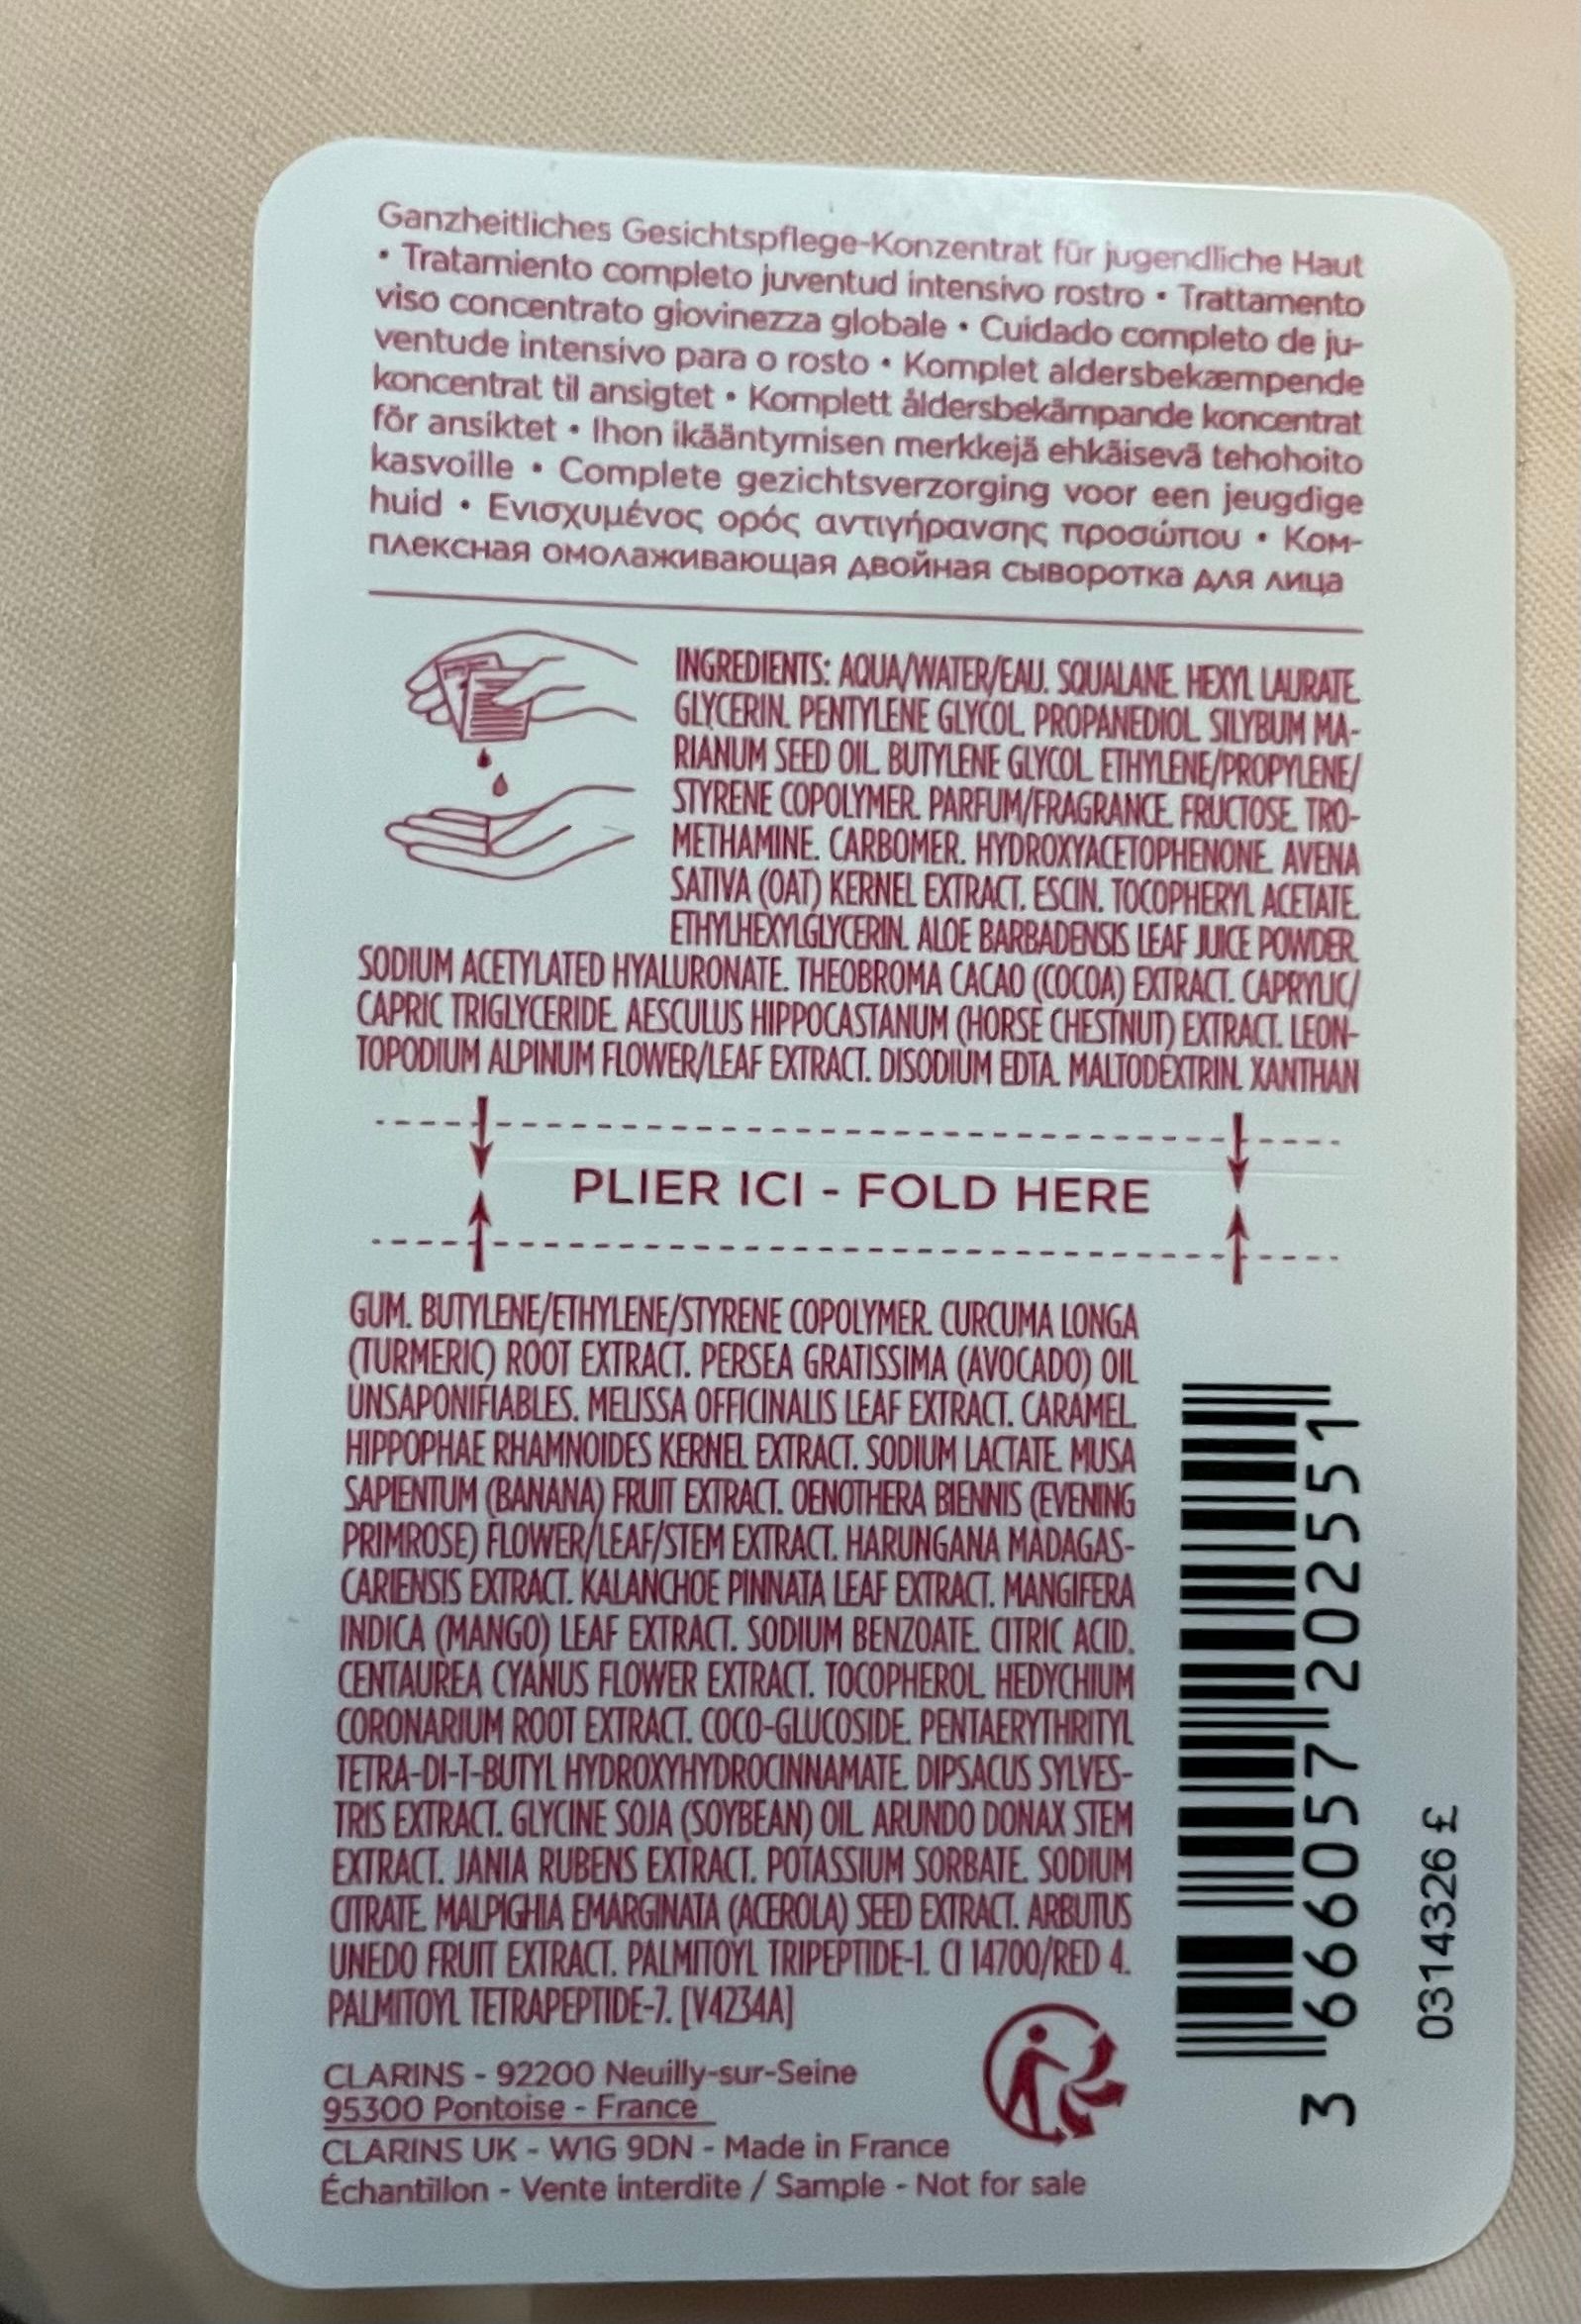 Ganzheitliches Gesichtspflege-Konzentrat für jugendliche Haut
• Tratamiento completo juventud intensivo rostro • Trattamento
viso concentrato giovinezza globale • Cuidado completo de ju-
ventude intensivo para o rosto • Komplet aldersbekæmpende
koncentrat til ansigtet • Komplett åldersbekämpande koncentrat
för ansiktet • Ihon ikääntymisen merkkejä ehkäisevä tehohoito
kasvoille • Complete gezichtsverzorging voor een jeugdige
huid • Ενισχυμένος ορός αντιγήρανσης προσώπου • Ком-
плексная омолаживающая двойная сыворотка для лица
INGREDIENTS: AQUA/WATER/EAU. SQUALANE. HEXYL LAURATE.
GLYCERIN. PENTYLENE GLYCOL. PROPANEDIOL. SILYBUM MA-
RIANUM SEED OIL. BUTYLENE GLYCOL. ETHYLENE/PROPYLENE/
STYRENE COPOLYMER. PARFUM/FRAGRANCE. FRUCTOSE. TRO-
METHAMINE. CARBOMER. HYDROXYACETOPHENONE. AVENA
SATIVA (OAT) KERNEL EXTRACT. ESCIN. TOCOPHERYL ACETATE.
ETHYLHEXYLGLYCERIN. ALOE BARBADENSIS LEAF JUICE POWDER.
SODIUM ACETYLATED HYALURONATE. THEOBROMA CACAO (COCOA) EXTRACT. CAPRYLIC/
CAPRIC TRIGLYCERIDE. AESCULUS HIPPOCASTANUM (HORSE CHESTNUT) EXTRACT. LEON-
TOPODIUM ALPINUM FLOWER/LEAF EXTRACT. DISODIUM EDTA. MALTODEXTRIN. XANTHAN
PLIER ICI - FOLD HERE
GUM. BUTYLENE/ETHYLENE/STYRENE COPOLYMER. CURCUMA LONGA
(TURMERIC) ROOT EXTRACT. PERSEA GRATISSIMA (AVOCADO) OIL
UNSAPONIFIABLES. MELISSA OFFICINALIS LEAF EXTRACT. CARAMEL.
HIPPOPHAE RHAMNOIDES KERNEL EXTRACT. SODIUM LACTATE. MUSA
SAPIENTUM (BANANA) FRUIT EXTRACT. OENOTHERA BIENNIS (EVENING
PRIMROSE) FLOWER/LEAF/STEM EXTRACT. HARUNGANA MADAGAS-
CARIENSIS EXTRACT. KALANCHOE PINNATA LEAF EXTRACT. MANGIFERA
INDICA (MANGO) LEAF EXTRACT. SODIUM BENZOATE. CITRIC ACID.
CENTAUREA CYANUS FLOWER EXTRACT. TOCOPHEROL. HEDYCHIUM
CORONARIUM ROOT EXTRACT. COCO-GLUCOSIDE. PENTAERYTHRITYL
TETRA-DI-T-BUTYL HYDROXYHYDROCINNAMATE. DIPSACUS SYLVES-
TRIS EXTRACT. GLYCINE SOJA (SOYBEAN) OIL. ARUNDO DONAX STEM
EXTRACT. JANIA RUBENS EXTRACT. POTASSIUM SORBATE. SODIUM
CITRATE. MALPIGHIA EMARGINATA (ACEROLA) SEED EXTRACT. ARBUTUS
UNEDO FRUIT EXTRACT. PALMITOYL TRIPEPTIDE-1. CI 14700/RED 4.
PALMITOYL TETRAPEPTIDE-7. [V4234A]
CLARINS - 92200 Neuilly-sur-Seine
95300 Pontoise - France
CLARINS UK - W1G 9DN - Made in France
Échantillon - Vente interdite / Sample - Not for sale
3 666057 202551
0314326 £